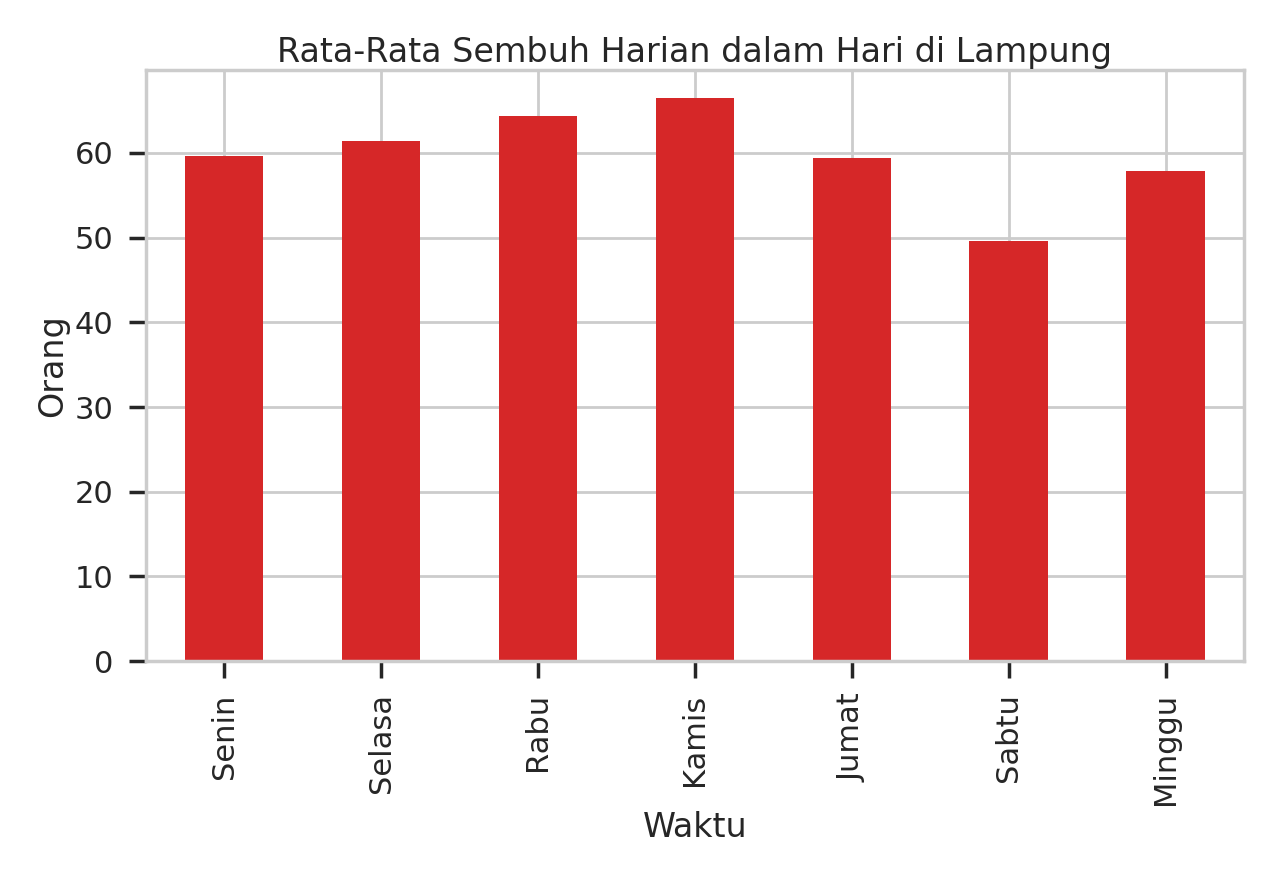 Rata-Rata Sembuh Harian dalam Hari di Lampung
Orang
60
50
40
30
20
10
0
Senin
Selasa
Rabu
Kamis
Jumat
Sabtu
Minggu
Waktu